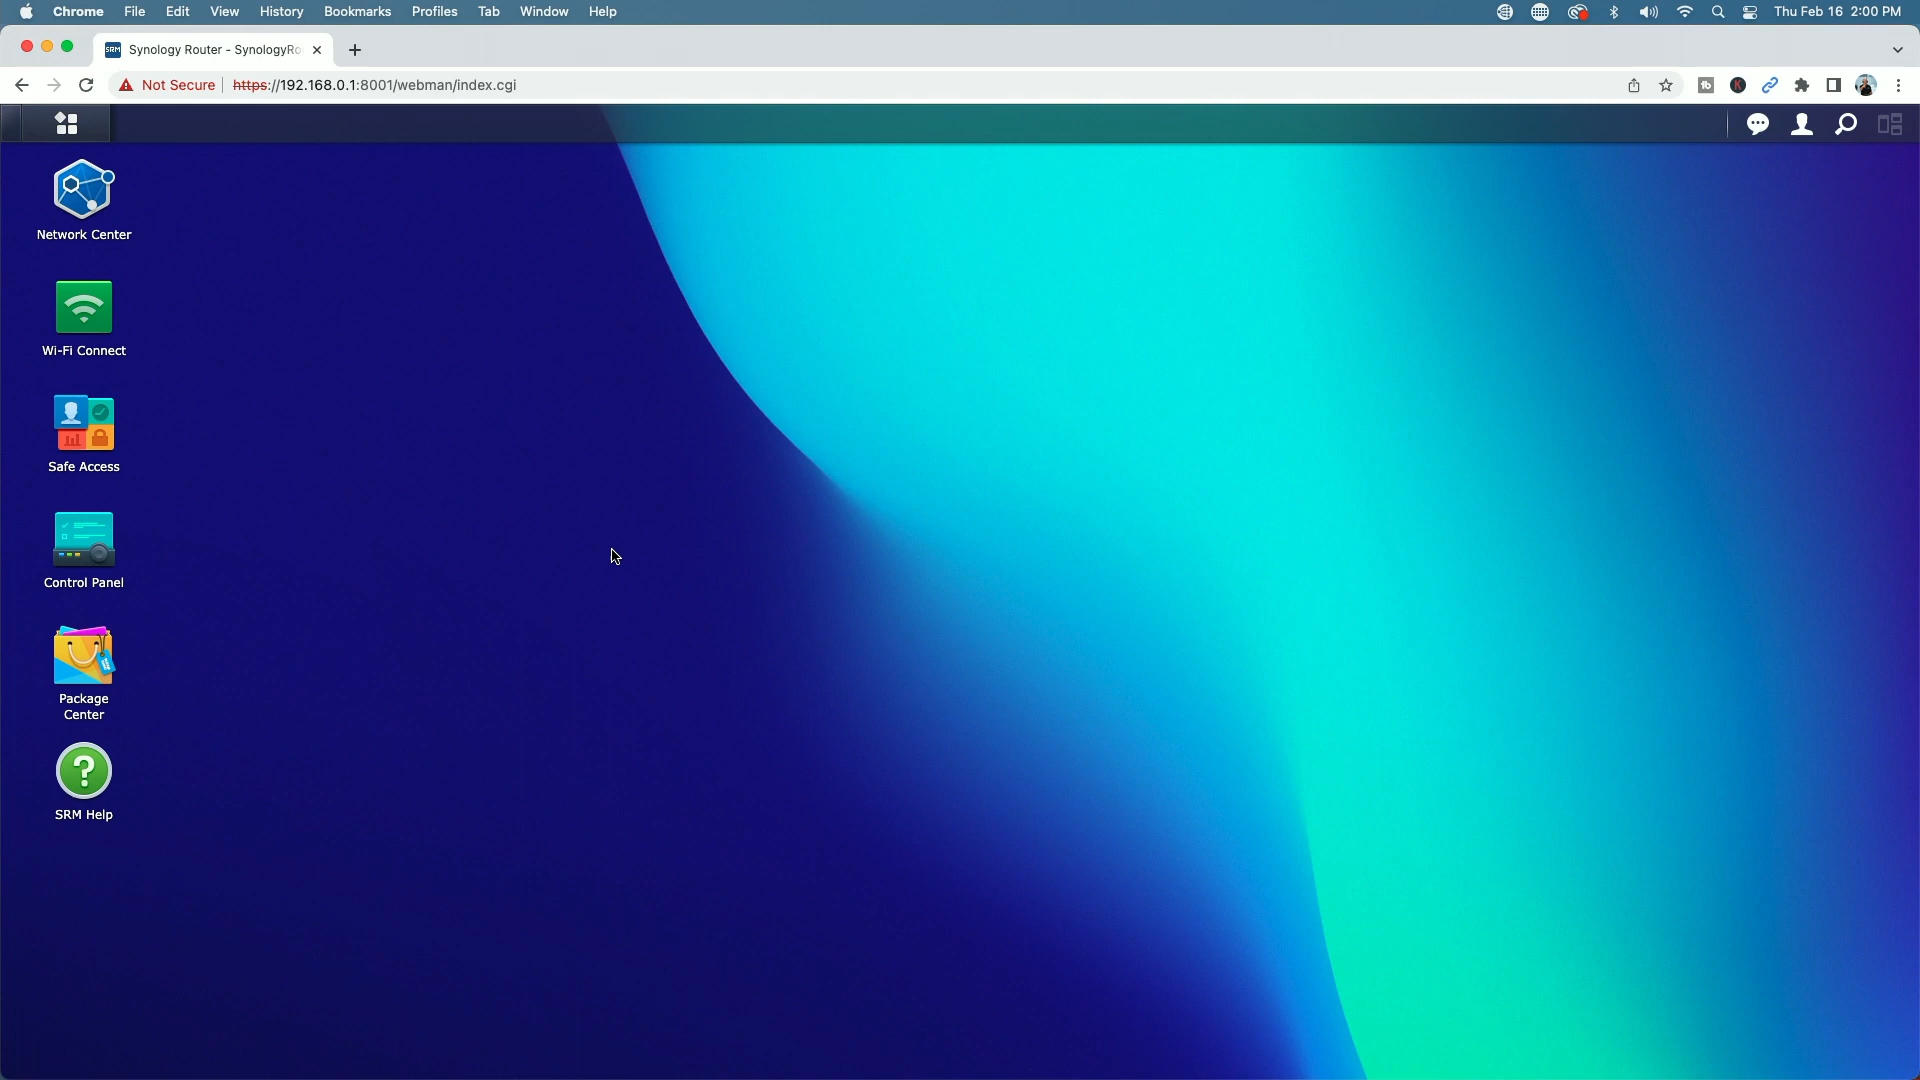 Chrome File Edit View History Bookmarks Profiles Tab Window Help Thu Feb 16 2:00 PM
SRM Synology Router - SynologyRo
Not Secure https://192.168.0.1:8001/webman/index.cgi
Network Center
Wi-Fi Connect
Safe Access
Control Panel
Package
Center
SRM Help